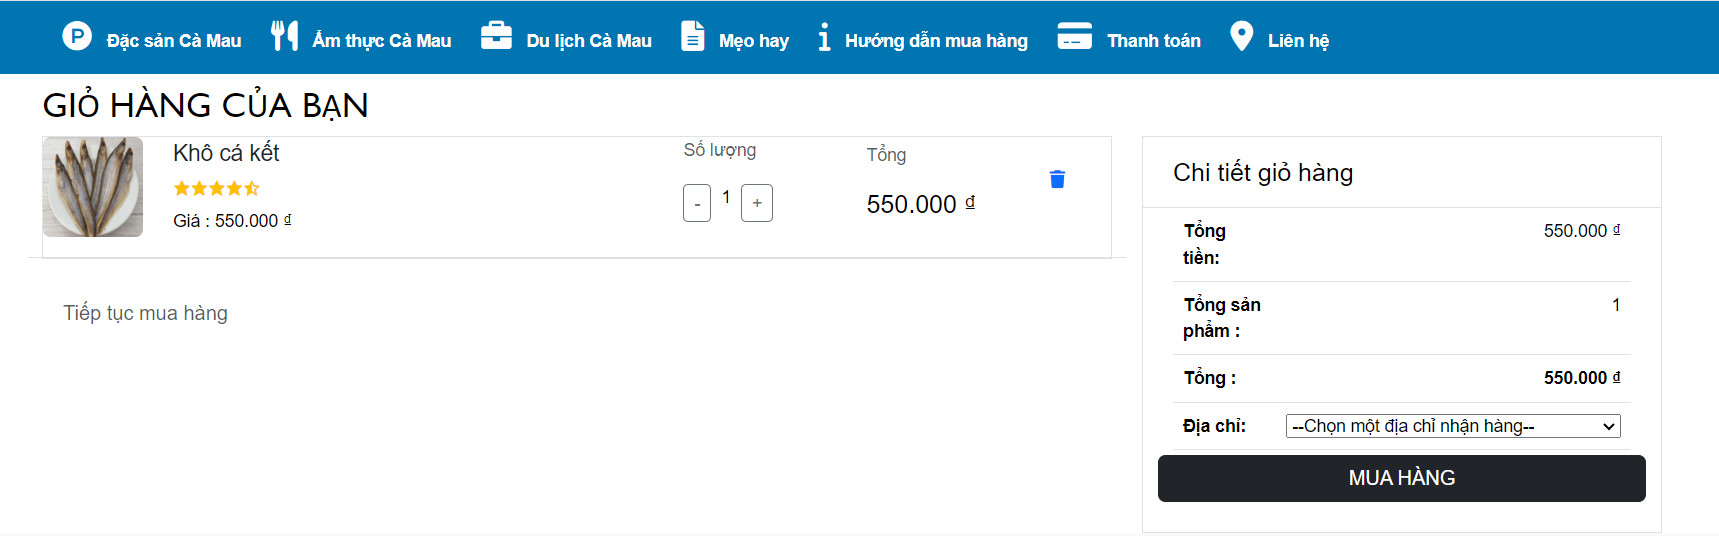 Đặc sản Cà Mau Ẩm thực Cà Mau Du lịch Cà Mau Mẹo hay Hướng dẫn mua hàng Thanh toán Liên hệ
GIỎ HÀNG CỦA BẠN
Khô cá kết
Giá : 550.000 ₫
Số lượng
- 1 +
Tổng
550.000 ₫
Tiếp tục mua hàng
Chi tiết giỏ hàng
Tổng tiền: 550.000 ₫
Tổng sản phẩm : 1
Tổng : 550.000 ₫
Địa chỉ: --Chọn một địa chỉ nhận hàng--
MUA HÀNG